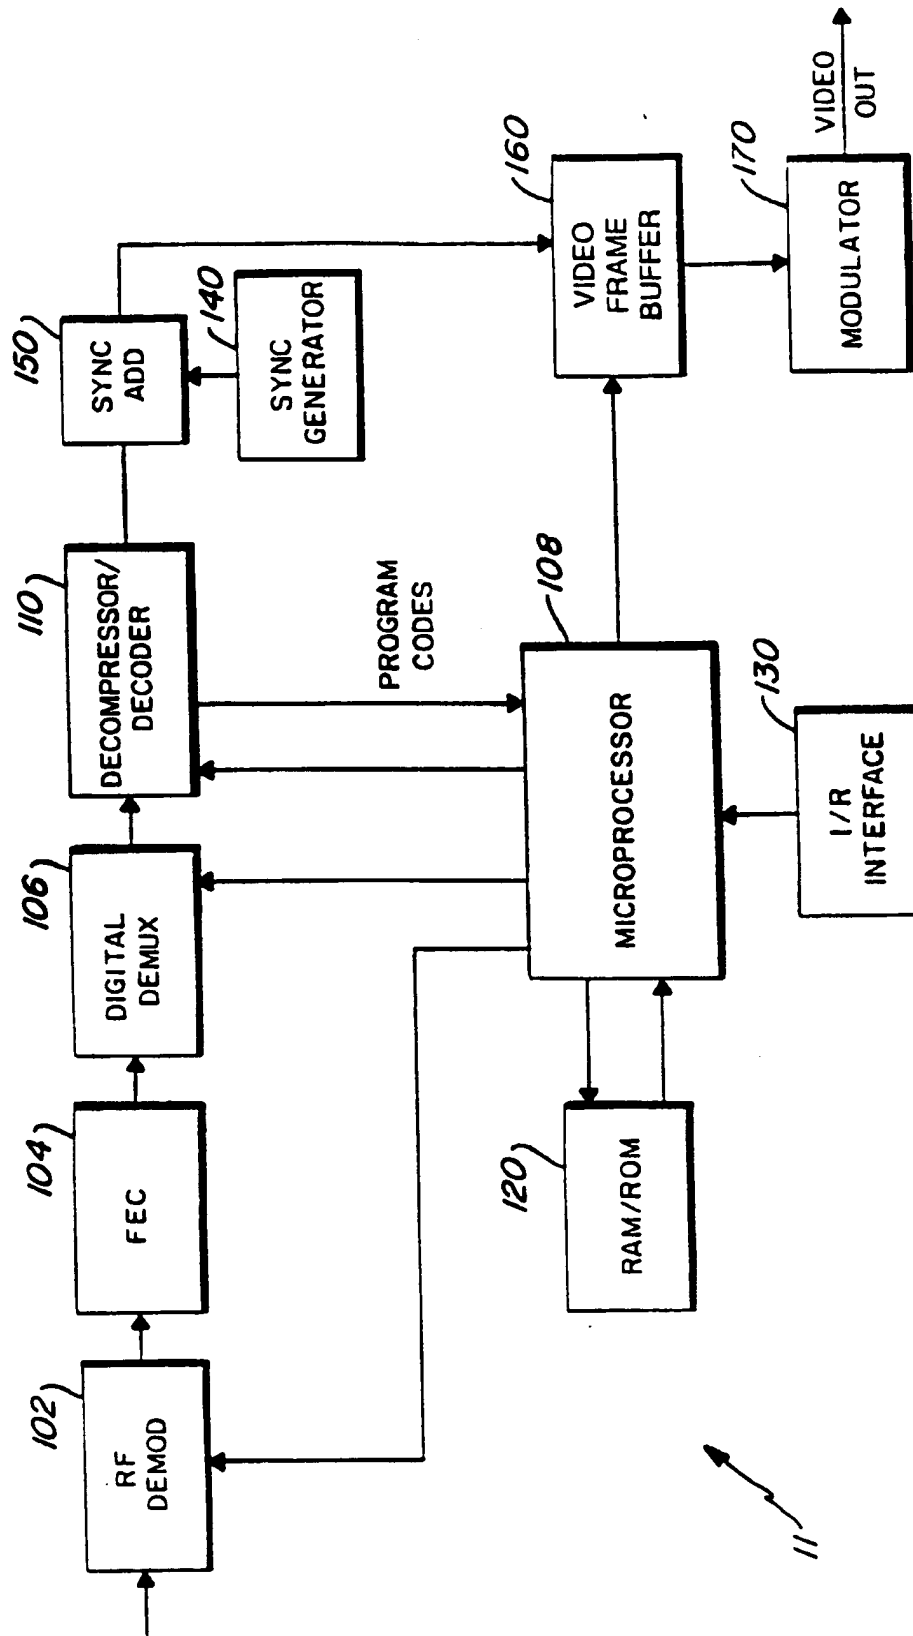 102
RF
DEMOD
104
FEC
106
DIGITAL
DEMUX
110
DECOMPRESSOR/
DECODER
150
SYNC
ADD
140
SYNC
GENERATOR
PROGRAM
CODES
120
RAM/ROM
108
MICROPROCESSOR
160
VIDEO
FRAME
BUFFER
130
I/R
INTERFACE
170
MODULATOR
VIDEO
OUT
11